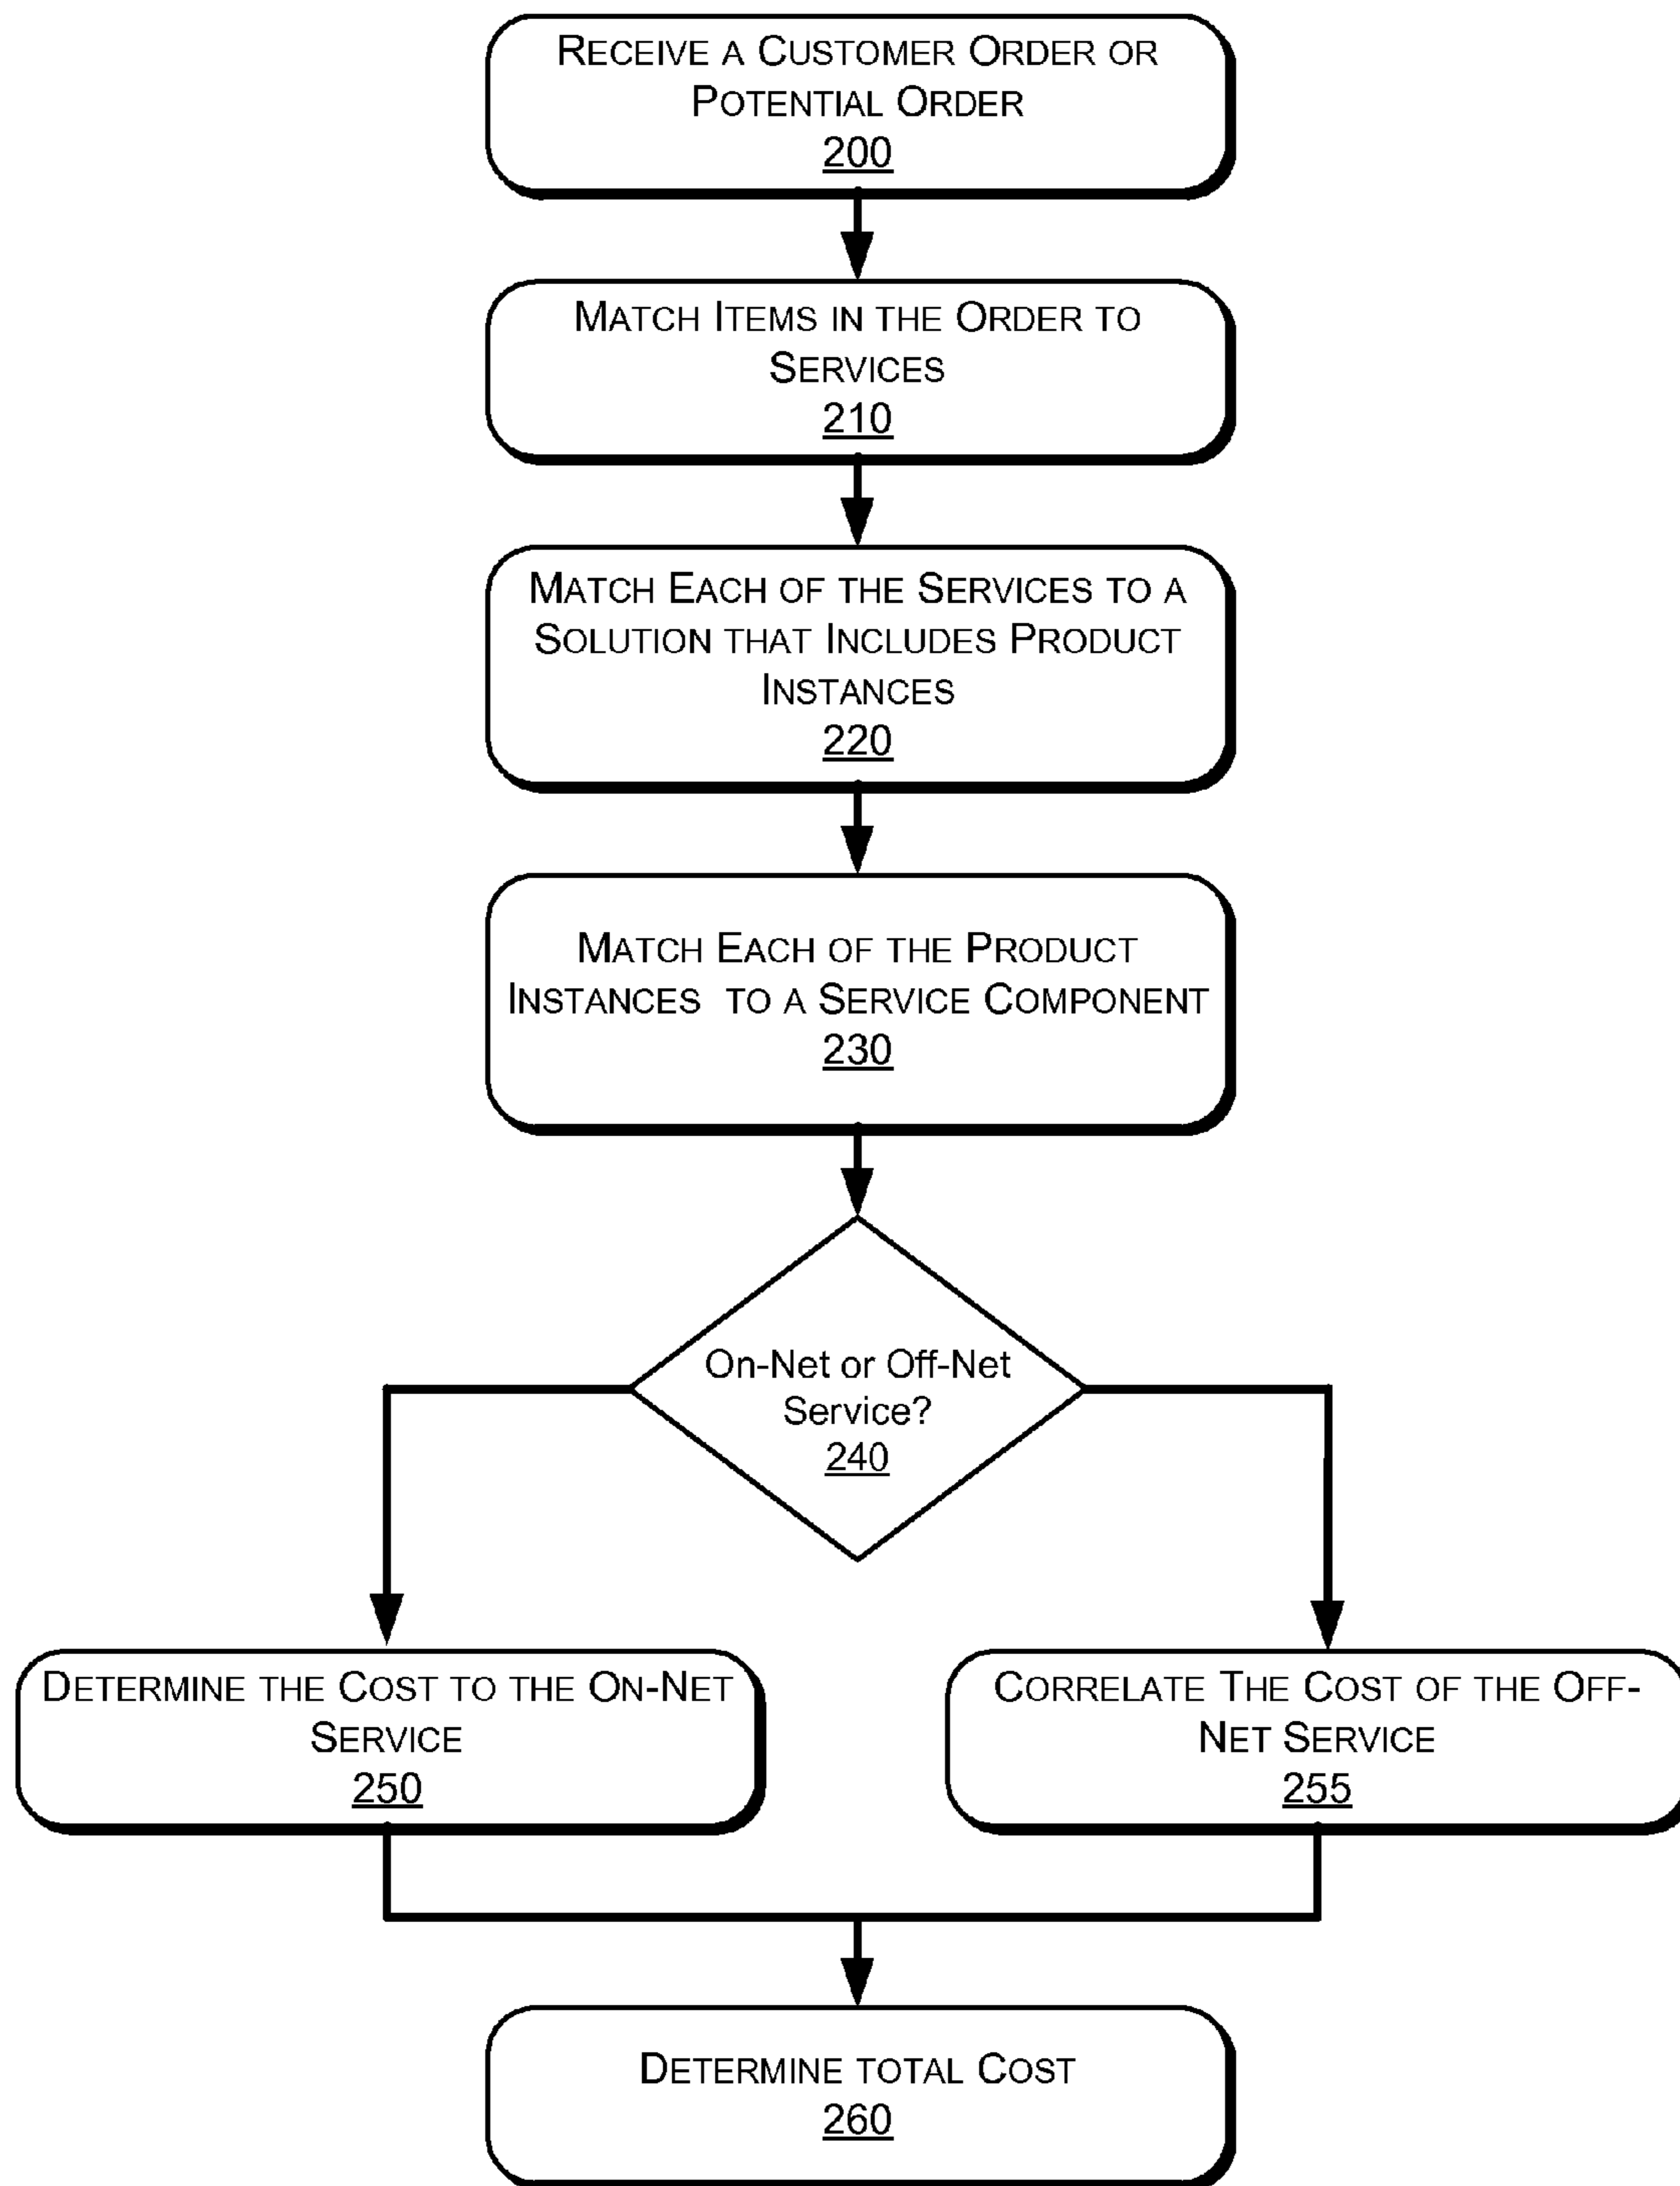 RECEIVE A CUSTOMER ORDER OR
POTENTIAL ORDER
200
MATCH ITEMS IN THE ORDER TO
SERVICES
210
MATCH EACH OF THE SERVICES TO A
SOLUTION THAT INCLUDES PRODUCT
INSTANCES
220
MATCH EACH OF THE PRODUCT
INSTANCES TO A SERVICE COMPONENT
230
On-Net or Off-Net
Service?
240
DETERMINE THE COST TO THE ON-NET
SERVICE
250
CORRELATE THE COST OF THE OFF-
NET SERVICE
255
DETERMINE TOTAL COST
260